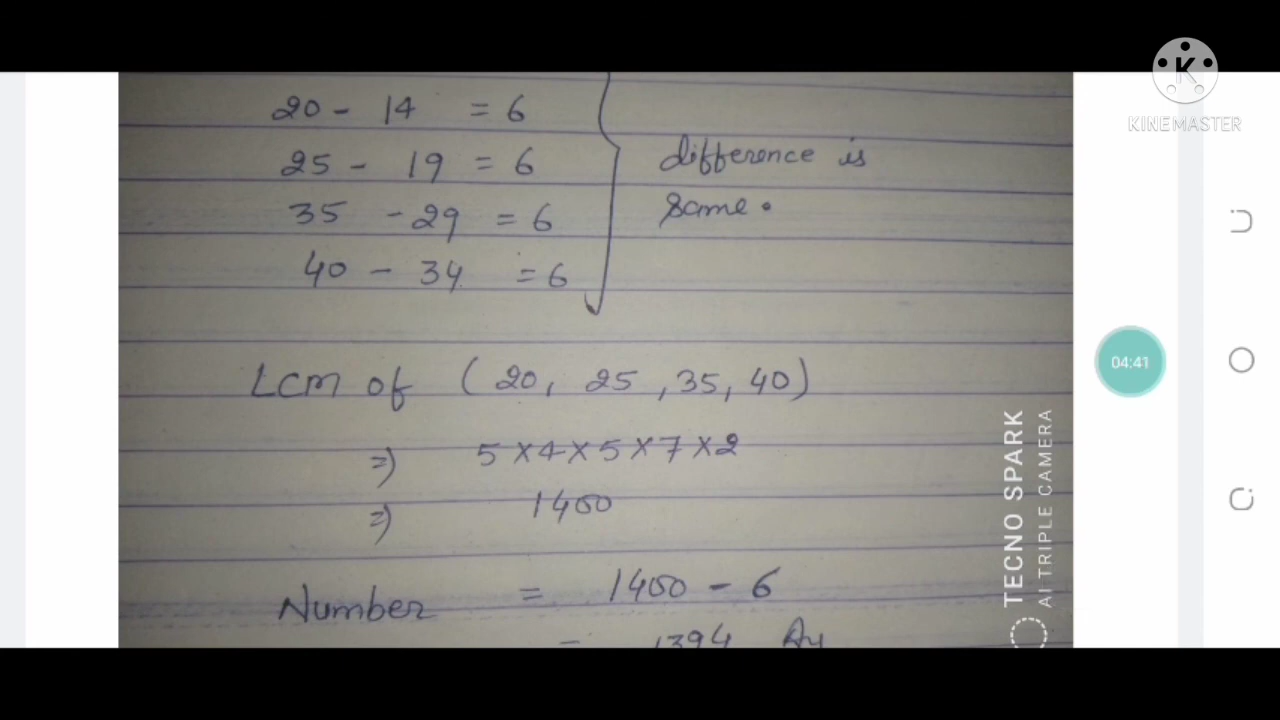 20 - 14 = 6
25 - 19 = 6
35 - 29 = 6
40 - 34 = 6
difference is
same.
LCM of (20, 25, 35, 40)
=) 5×4×5×7×2
=) 1400
Number = 1400 - 6
= 1394
KINEMASTER
04:41
TECNO SPARK
AI TRIPLE CAMERA